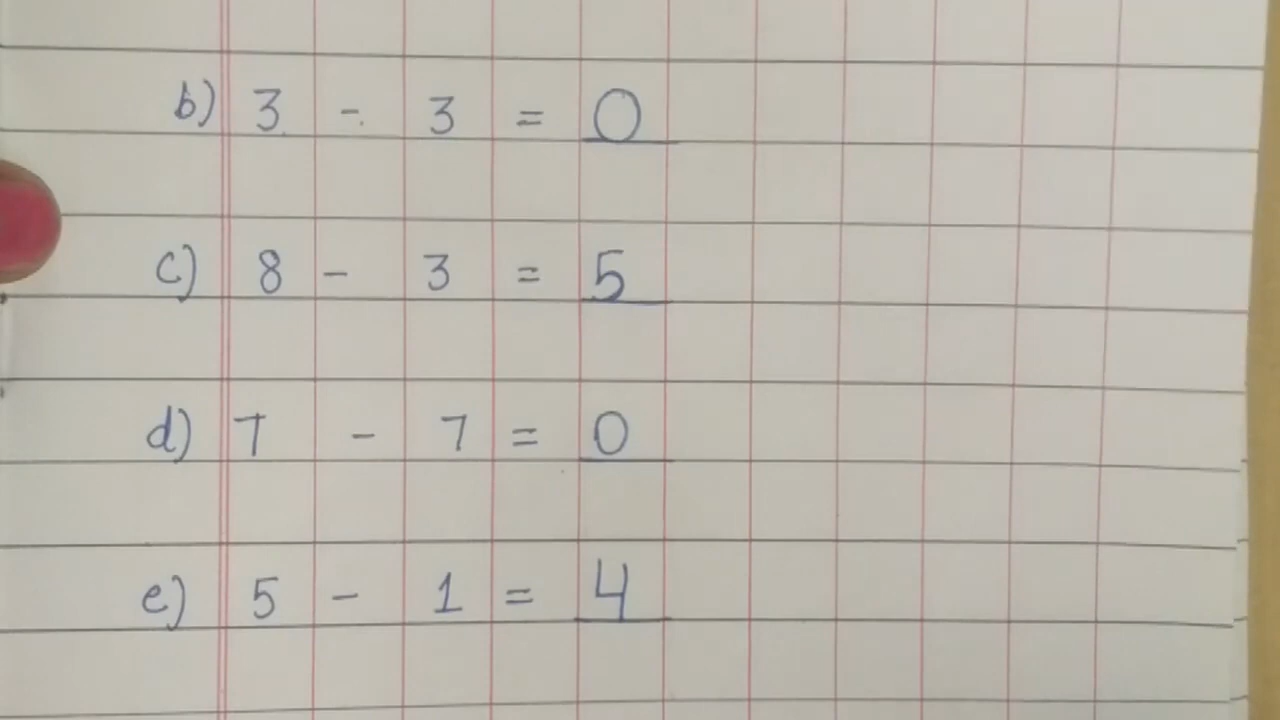 b) 3 - 3 = 0
c) 8 - 3 = 5
d) 7 - 7 = 0
e) 5 - 1 = 4